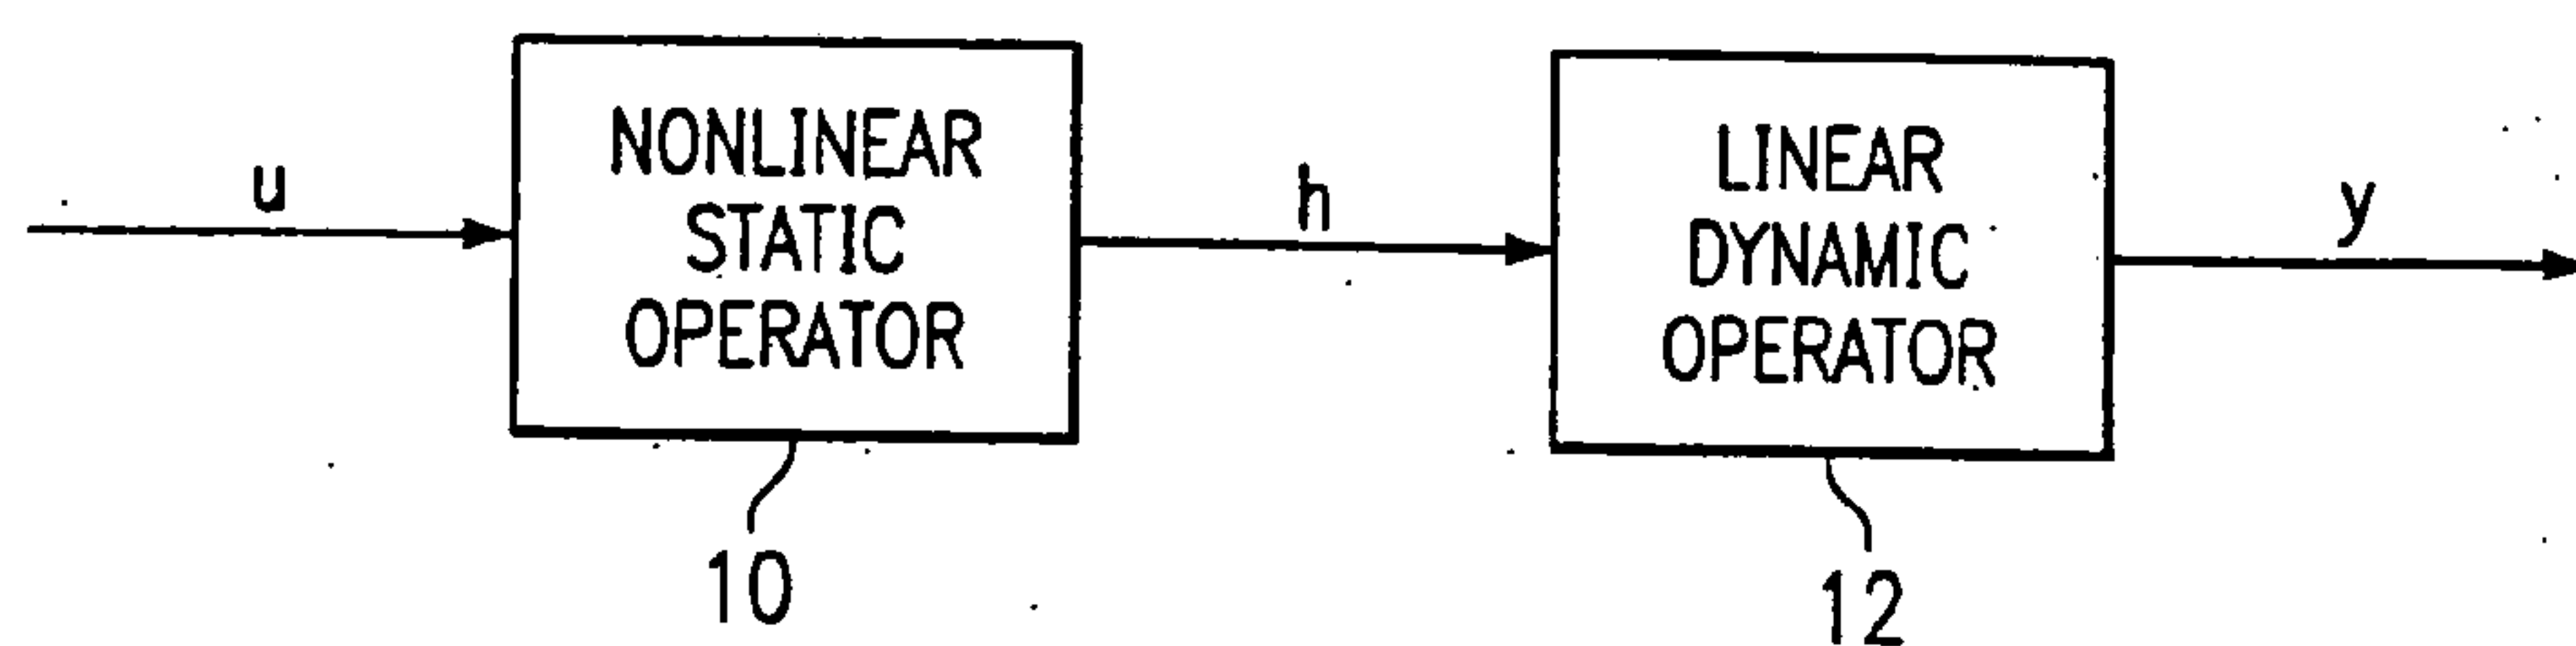 u
NONLINEAR
STATIC
OPERATOR
10
h
LINEAR
DYNAMIC
OPERATOR
12
y